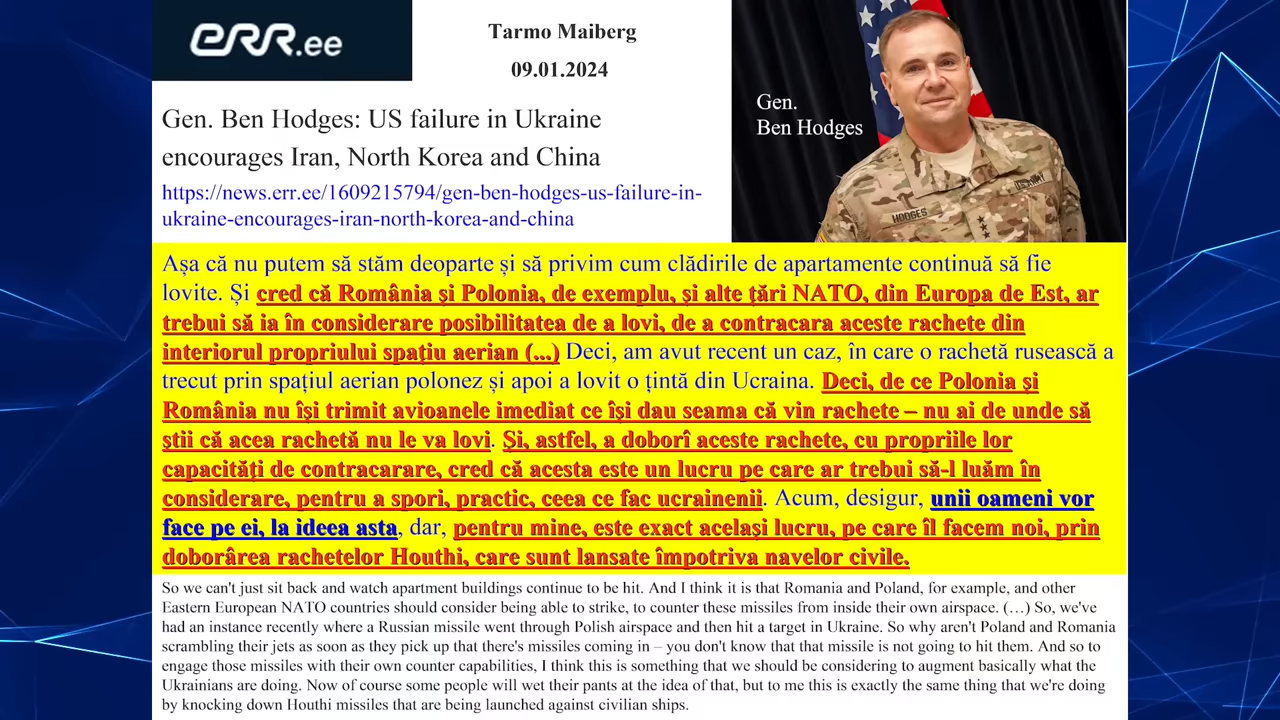 err.ee
Tarmo Maiberg
09.01.2024
Gen. Ben Hodges: US failure in Ukraine
encourages Iran, North Korea and China
https://news.err.ee/1609215794/gen-ben-hodges-us-failure-in-
ukraine-encourages-iran-north-korea-and-china
Gen.
Ben Hodges
HODGES
U.S. ARMY
Așa că nu putem să stăm deoparte și să privim cum clădirile de apartamente continuă să fie
lovite. Și cred că România și Polonia, de exemplu, și alte țări NATO, din Europa de Est, ar
trebui să ia în considerare posibilitatea de a lovi, de a contracara aceste rachete din
interiorul propriului spațiu aerian (...) Deci, am avut recent un caz, în care o rachetă rusească a
trecut prin spațiul aerian polonez și apoi a lovit o țintă din Ucraina. Deci, de ce Polonia și
România nu își trimit avioanele imediat ce își dau seama că vin rachete – nu ai de unde să
știi că acea rachetă nu le va lovi. Și, astfel, a doborî aceste rachete, cu propriile lor
capacități de contracarare, cred că acesta este un lucru pe care ar trebui să-l luăm în
considerare, pentru a spori, practic, ceea ce fac ucrainenii. Acum, desigur, unii oameni vor
face pe ei, la ideea asta, dar, pentru mine, este exact același lucru, pe care îl facem noi, prin
doborârea rachetelor Houthi, care sunt lansate împotriva navelor civile.
So we can't just sit back and watch apartment buildings continue to be hit. And I think it is that Romania and Poland, for example, and other
Eastern European NATO countries should consider being able to strike, to counter these missiles from inside their own airspace. (…) So, we've
had an instance recently where a Russian missile went through Polish airspace and then hit a target in Ukraine. So why aren't Poland and Romania
scrambling their jets as soon as they pick up that there's missiles coming in – you don't know that that missile is not going to hit them. And so to
engage those missiles with their own counter capabilities, I think this is something that we should be considering to augment basically what the
Ukrainians are doing. Now of course some people will wet their pants at the idea of that, but to me this is exactly the same thing that we're doing
by knocking down Houthi missiles that are being launched against civilian ships.